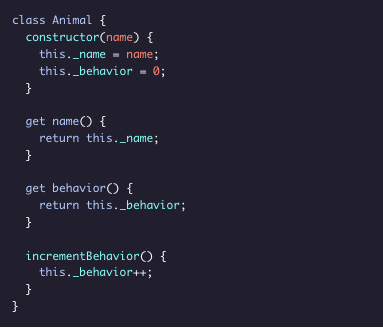 class Animal {
  constructor(name) {
    this._name = name;
    this._behavior = 0;
  }

  get name() {
    return this._name;
  }

  get behavior() {
    return this._behavior;
  }

  incrementBehavior() {
    this._behavior++;
  }
}